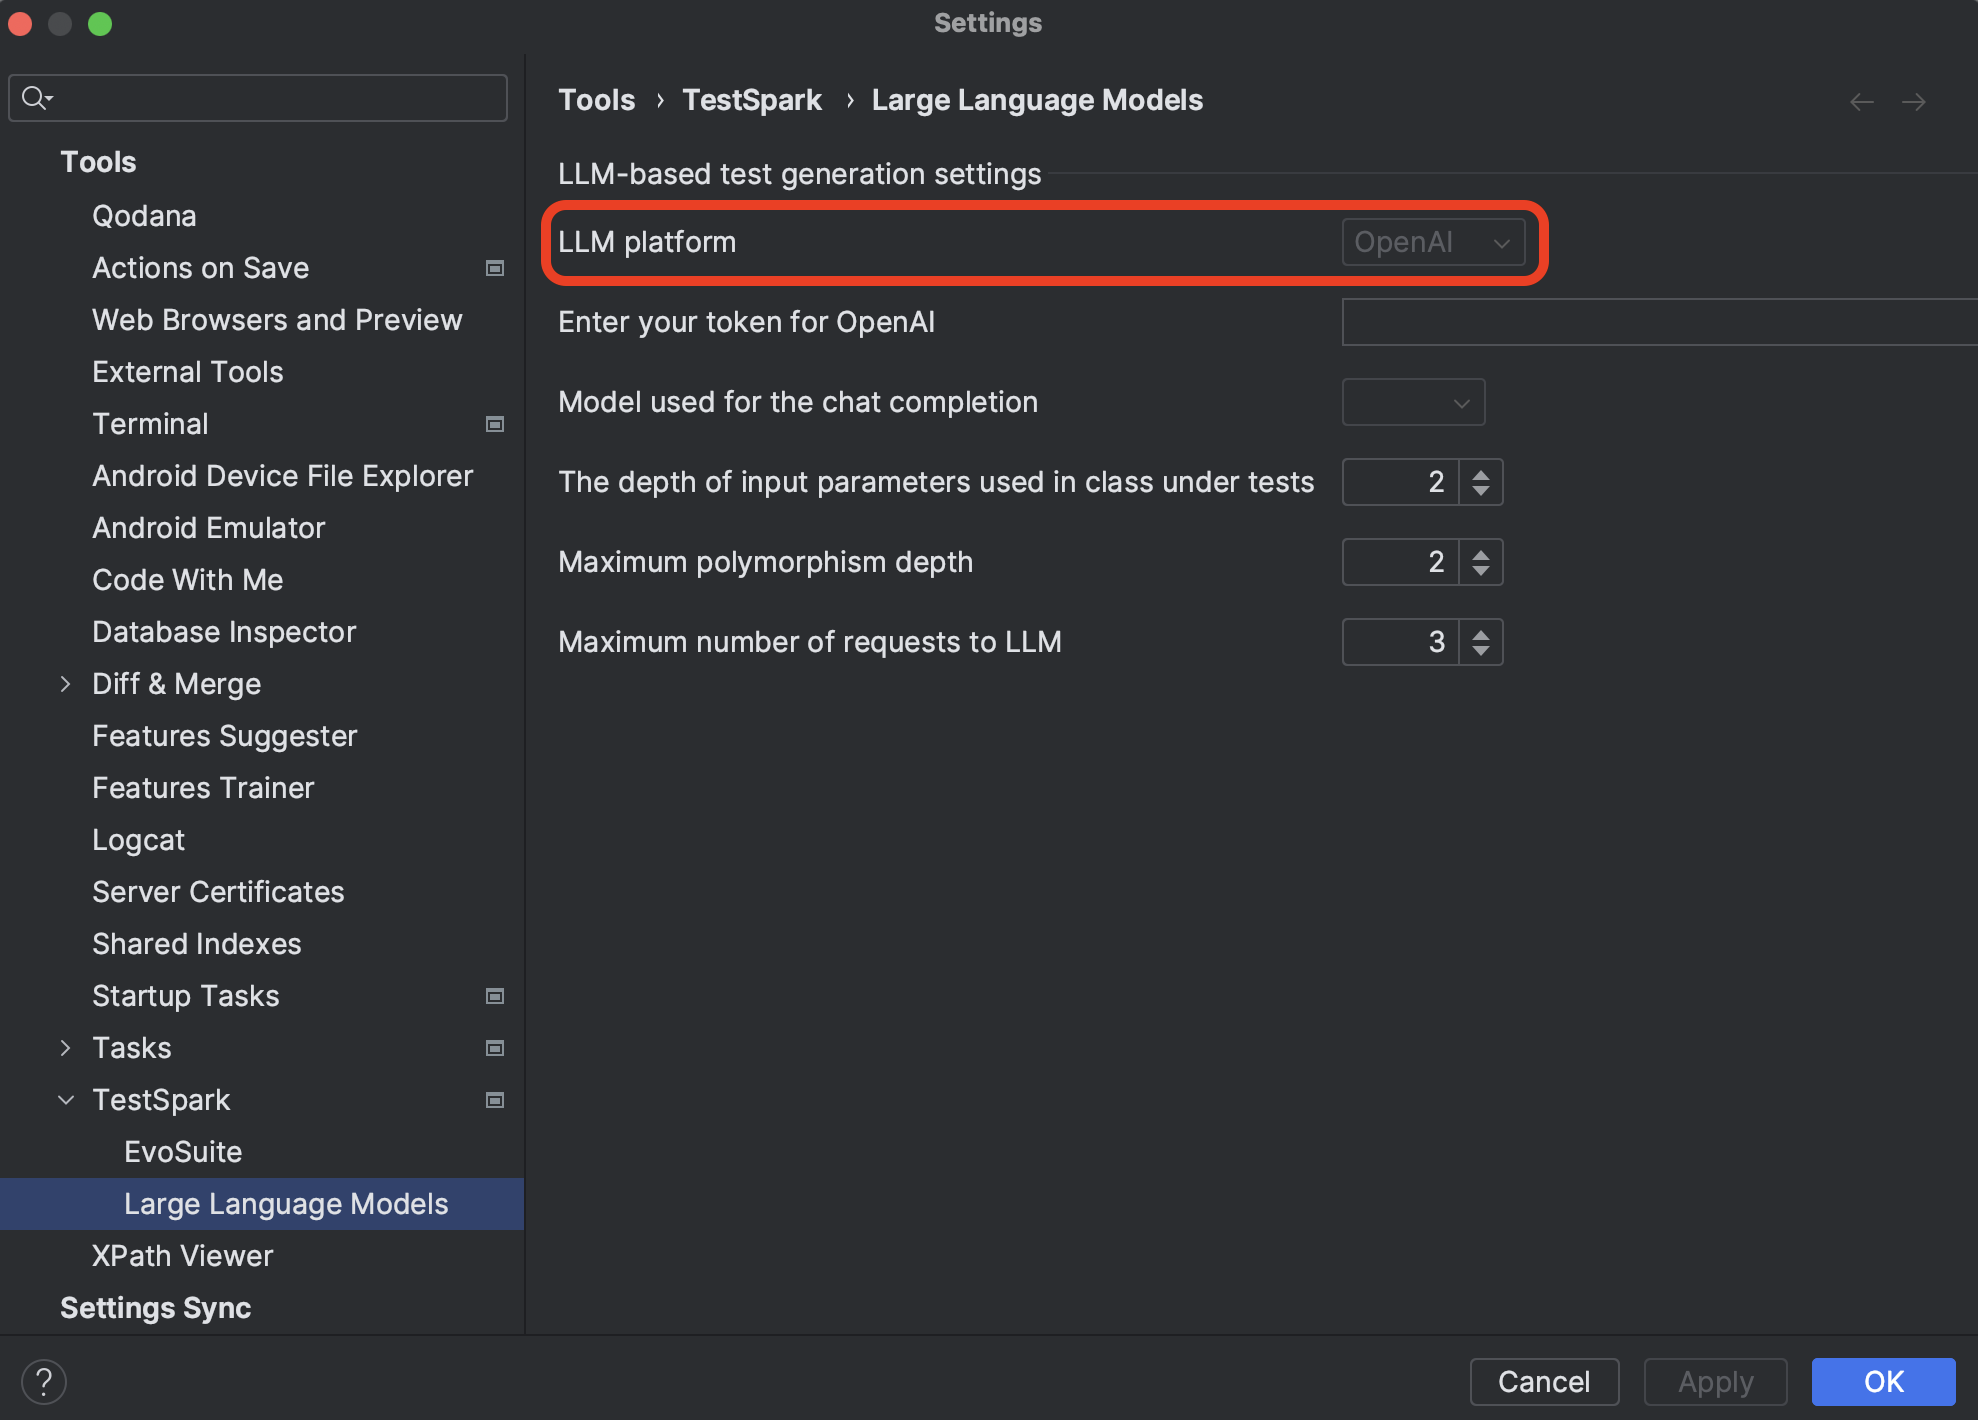 Settings
Tools
Qodana
Actions on Save
Web Browsers and Preview
External Tools
Terminal
Android Device File Explorer
Android Emulator
Code With Me
Database Inspector
Diff & Merge
Features Suggester
Features Trainer
Logcat
Server Certificates
Shared Indexes
Startup Tasks
Tasks
TestSpark
EvoSuite
Large Language Models
XPath Viewer
Settings Sync
Tools › TestSpark › Large Language Models
LLM-based test generation settings
LLM platform OpenAI
Enter your token for OpenAI
Model used for the chat completion
The depth of input parameters used in class under tests 2
Maximum polymorphism depth 2
Maximum number of requests to LLM 3
? Cancel Apply OK